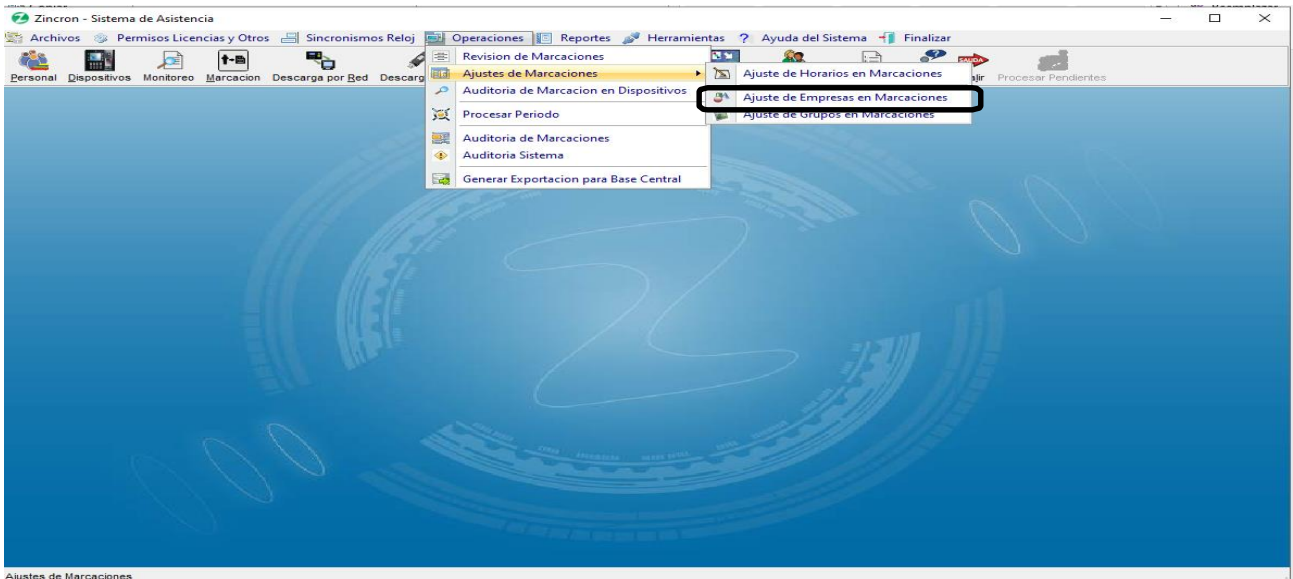 Zincron - Sistema de Asistencia
Archivos Permisos Licencias y Otros Sincronismos Reloj Operaciones Reportes Herramientas Ayuda del Sistema Finalizar
Personal Dispositivos Monitoreo Marcacion Descarga por Red Descarg Procesar Pendientes
Revision de Marcaciones
Ajustes de Marcaciones
Auditoria de Marcacion en Dispositivos
Procesar Periodo
Auditoria de Marcaciones
Auditoria Sistema
Generar Exportacion para Base Central
Ajuste de Horarios en Marcaciones
Ajuste de Empresas en Marcaciones
Ajuste de Grupos en Marcaciones
Ajustes de Marcaciones